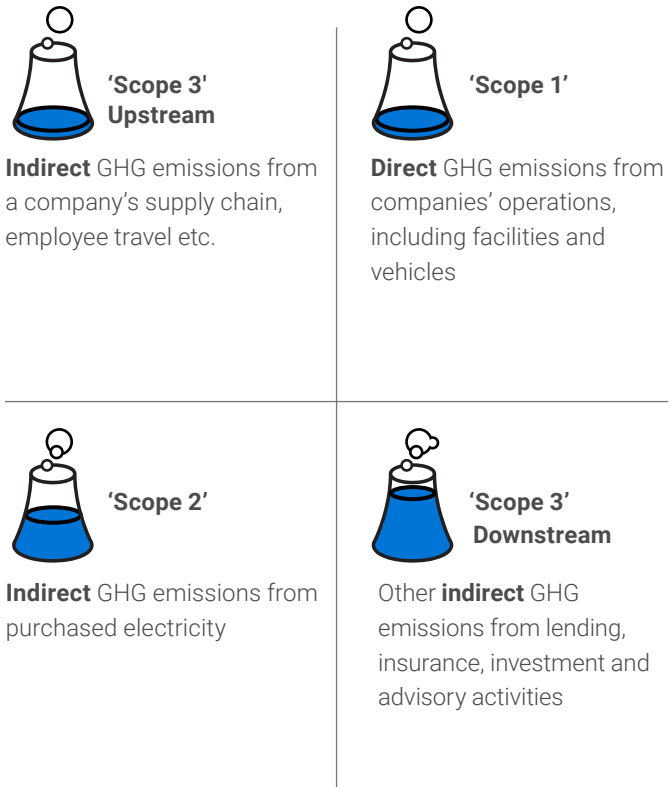 ‘Scope 3'
Upstream
Indirect GHG emissions from
a company’s supply chain,
employee travel etc.
‘Scope 1’
Direct GHG emissions from
companies’ operations,
including facilities and
vehicles
‘Scope 2’
Indirect GHG emissions from
purchased electricity
‘Scope 3’
Downstream
Other indirect GHG
emissions from lending,
insurance, investment and
advisory activities